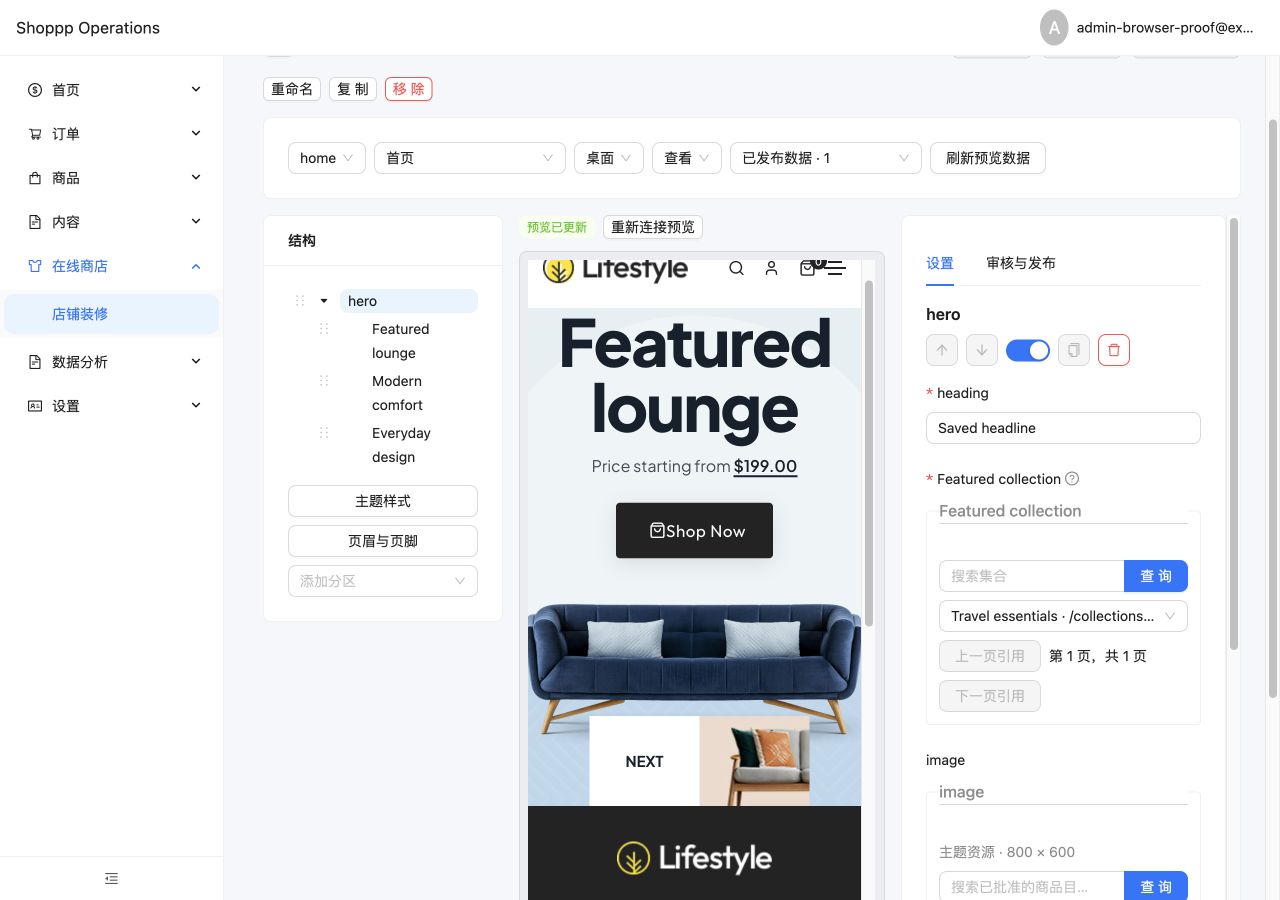 Shoppp Operations
A
admin-browser-proof@ex...
首页
订单
商品
内容
在线商店
店铺装修
数据分析
设置
重命名
复 制
移 除
home
首页
桌面
查看
已发布数据 · 1
刷新预览数据
结构
hero
Featured
lounge
Modern
comfort
Everyday
design
主题样式
页眉与页脚
添加分区
预览已更新
重新连接预览
Lifestyle
0
Featured
lounge
Price starting from $199.00
Shop Now
NEXT
Lifestyle
设置
审核与发布
hero
* heading
Saved headline
* Featured collection
Featured collection
搜索集合
查 询
Travel essentials · /collections...
上一页引用
第 1 页，共 1 页
下一页引用
image
image
主题资源 · 800 × 600
搜索已批准的商品目...
查 询